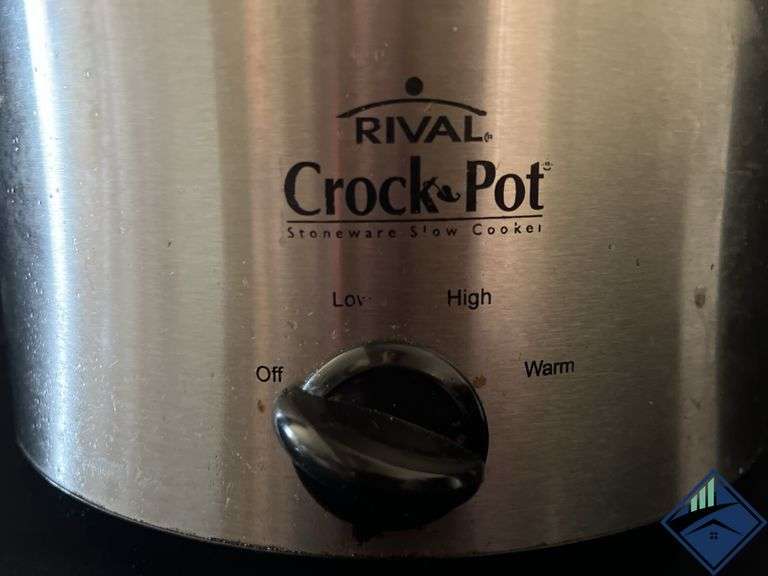 RIVAL
Crock Pot
Stoneware Slow Cooker
Low High
Off Warm